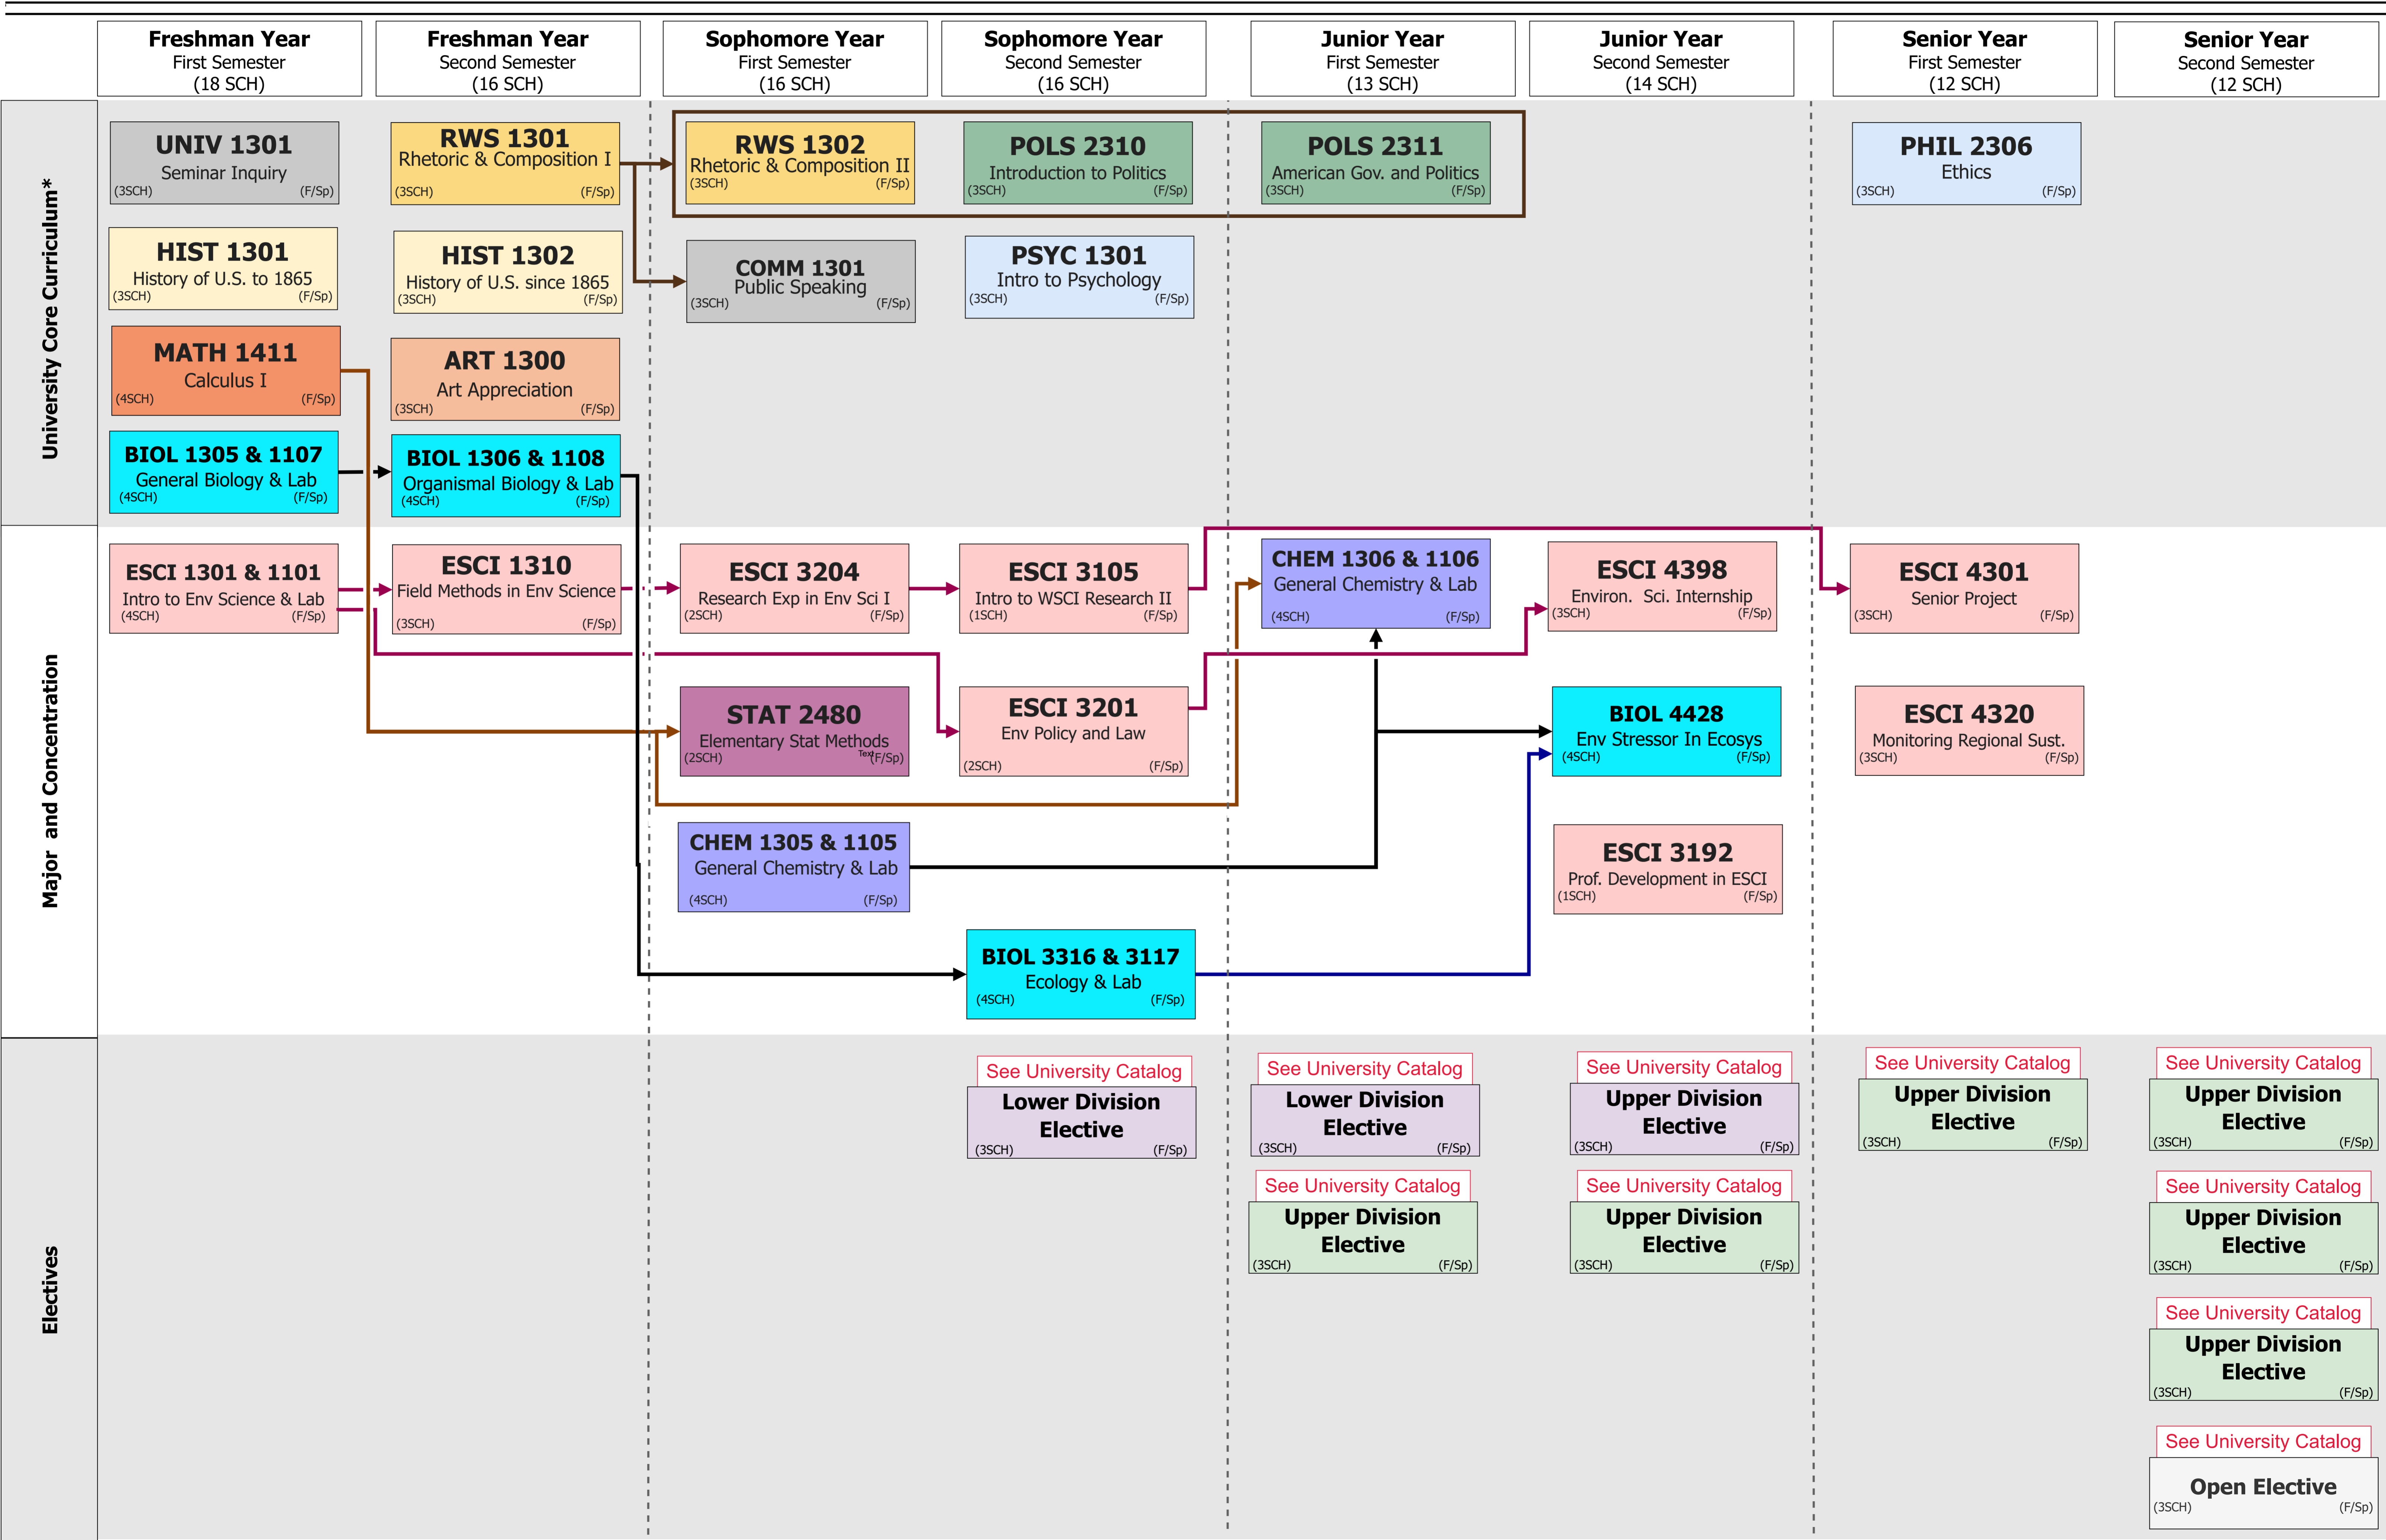 Freshman Year
First Semester
(18 SCH)
Freshman Year
Second Semester
(16 SCH)
Sophomore Year
First Semester
(16 SCH)
Sophomore Year
Second Semester
(16 SCH)
Junior Year
First Semester
(13 SCH)
Junior Year
Second Semester
(14 SCH)
Senior Year
First Semester
(12 SCH)
Senior Year
Second Semester
(12 SCH)
University Core Curriculum*
UNIV 1301
Seminar Inquiry
(3SCH) (F/Sp)
RWS 1301
Rhetoric & Composition I
(3SCH) (F/Sp)
RWS 1302
Rhetoric & Composition II
(3SCH) (F/Sp)
POLS 2310
Introduction to Politics
(3SCH) (F/Sp)
POLS 2311
American Gov. and Politics
(3SCH) (F/Sp)
PHIL 2306
Ethics
(3SCH) (F/Sp)
HIST 1301
History of U.S. to 1865
(3SCH) (F/Sp)
HIST 1302
History of U.S. since 1865
(3SCH) (F/Sp)
COMM 1301
Public Speaking
(3SCH) (F/Sp)
PSYC 1301
Intro to Psychology
(3SCH) (F/Sp)
MATH 1411
Calculus I
(4SCH) (F/Sp)
ART 1300
Art Appreciation
(3SCH) (F/Sp)
BIOL 1305 & 1107
General Biology & Lab
(4SCH) (F/Sp)
BIOL 1306 & 1108
Organismal Biology & Lab
(4SCH) (F/Sp)
Major and Concentration
ESCI 1301 & 1101
Intro to Env Science & Lab
(4SCH) (F/Sp)
ESCI 1310
Field Methods in Env Science
(3SCH) (F/Sp)
ESCI 3204
Research Exp in Env Sci I
(2SCH) (F/Sp)
ESCI 3105
Intro to WSCI Research II
(1SCH) (F/Sp)
CHEM 1306 & 1106
General Chemistry & Lab
(4SCH) (F/Sp)
ESCI 4398
Environ. Sci. Internship
(3SCH) (F/Sp)
ESCI 4301
Senior Project
(3SCH) (F/Sp)
STAT 2480
Elementary Stat Methods
Text
(2SCH) (F/Sp)
ESCI 3201
Env Policy and Law
(2SCH) (F/Sp)
BIOL 4428
Env Stressor In Ecosys
(4SCH) (F/Sp)
ESCI 4320
Monitoring Regional Sust.
(3SCH) (F/Sp)
CHEM 1305 & 1105
General Chemistry & Lab
(4SCH) (F/Sp)
ESCI 3192
Prof. Development in ESCI
(1SCH) (F/Sp)
BIOL 3316 & 3117
Ecology & Lab
(4SCH) (F/Sp)
Electives
See University Catalog
Lower Division
Elective
(3SCH) (F/Sp)
See University Catalog
Lower Division
Elective
(3SCH) (F/Sp)
See University Catalog
Upper Division
Elective
(3SCH) (F/Sp)
See University Catalog
Upper Division
Elective
(3SCH) (F/Sp)
See University Catalog
Upper Division
Elective
(3SCH) (F/Sp)
See University Catalog
Upper Division
Elective
(3SCH) (F/Sp)
See University Catalog
Upper Division
Elective
(3SCH) (F/Sp)
See University Catalog
Upper Division
Elective
(3SCH) (F/Sp)
See University Catalog
Upper Division
Elective
(3SCH) (F/Sp)
See University Catalog
Open Elective
(3SCH) (F/Sp)